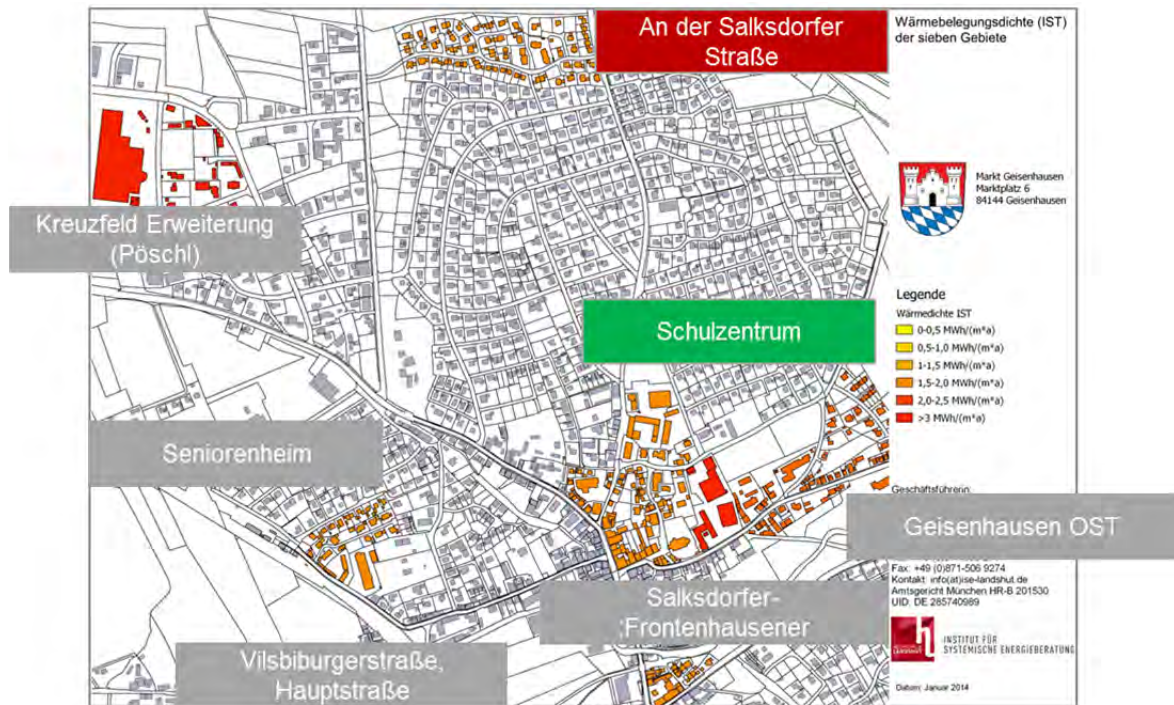 An der Salksdorfer
Straße
Wärmebelegungsdichte (IST)
der sieben Gebiete
Markt Geisenhausen
Marktplatz 6
84144 Geisenhausen
Kreuzfeld Erweiterung
(Pöschl)
Legende
Wärmedichte IST
0-0,5 MWh/(m*a)
0,5-1,0 MWh/(m*a)
1-1,5 MWh/(m*a)
1,5-2,0 MWh/(m*a)
2,0-2,5 MWh/(m*a)
>3 MWh/(m*a)
Schulzentrum
Seniorenheim
Geschäftsführerin:
Geisenhausen OST
Fax: +49 (0)871-506 9274
Kontakt: info(at)ise-landshut.de
Amtsgericht München HR-B 201530
UID: DE 285740989
Salksdorfer-
:Frontenhausener
HOCHSCHULE
LANDSHUT
INSTITUT FÜR
SYSTEMISCHE ENERGIEBERATUNG
Vilsbiburgerstraße,
Hauptstraße
Datum: Januar 2014